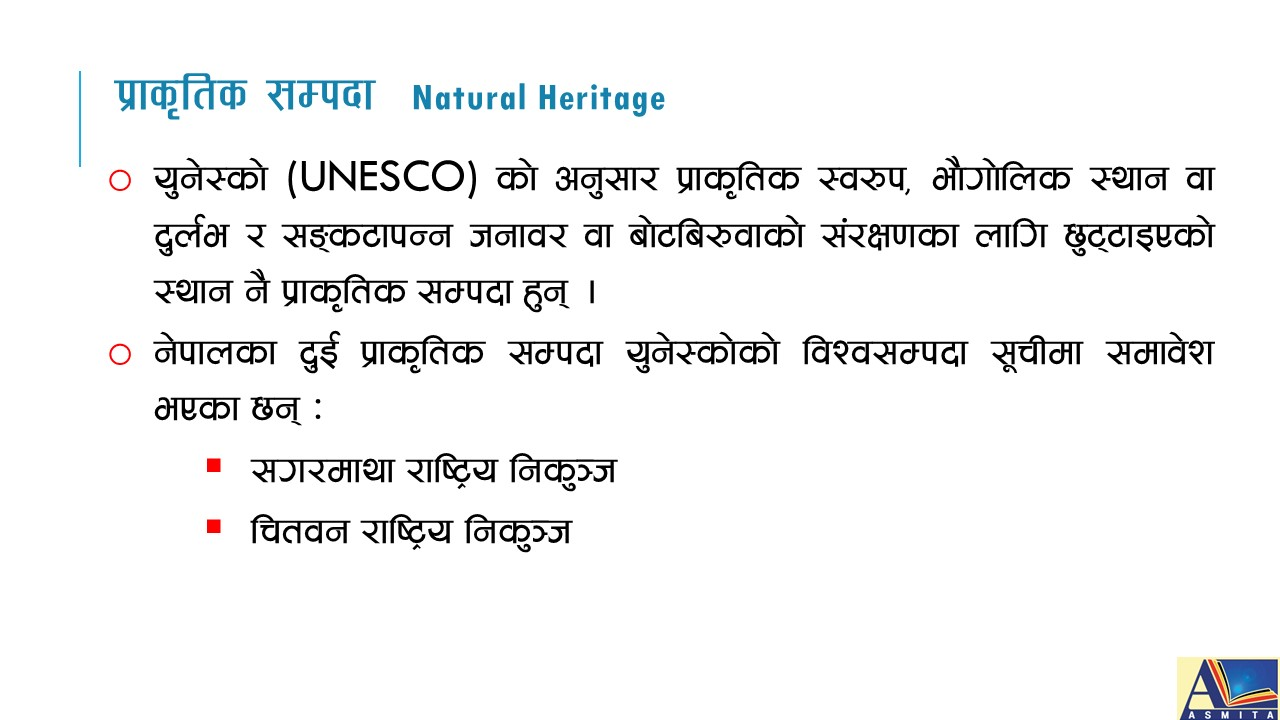 प्राकृतिक सम्पदा Natural Heritage
युनेस्को (UNESCO) को अनुसार प्राकृतिक स्वरुप, भौगोलिक स्थान वा
दुर्लभ र सङ्कटापन्न जनावर वा बोटबिरुवाको संरक्षणका लागि छुट्टाइएको
स्थान नै प्राकृतिक सम्पदा हुन् ।
नेपालका दुई प्राकृतिक सम्पदा युनेस्कोको विश्वसम्पदा सूचीमा समावेश
भएका छन् :
सगरमाथा राष्ट्रिय निकुञ्ज
चितवन राष्ट्रिय निकुञ्ज
ASMITA